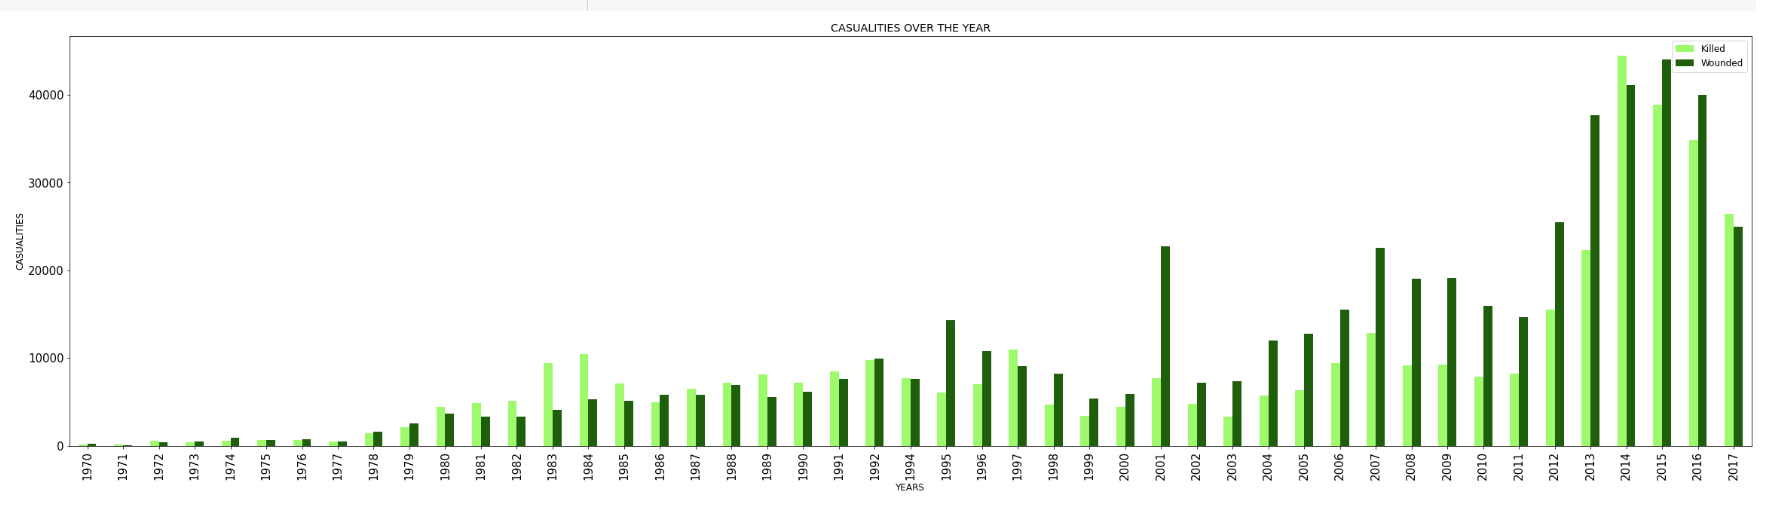 CASUALITIES OVER THE YEAR
Killed
Wounded
40000
30000
20000
10000
0
CASUALITIES
1970 1971 1972 1973 1974 1975 1976 1977 1978 1979 1980 1981 1982 1983 1984 1985 1986 1987 1988 1989 1990 1991 1992 1994 1995 1996 1997 1998 1999 2000 2001 2002 2003 2004 2005 2006 2007 2008 2009 2010 2011 2012 2013 2014 2015 2016 2017
YEARS